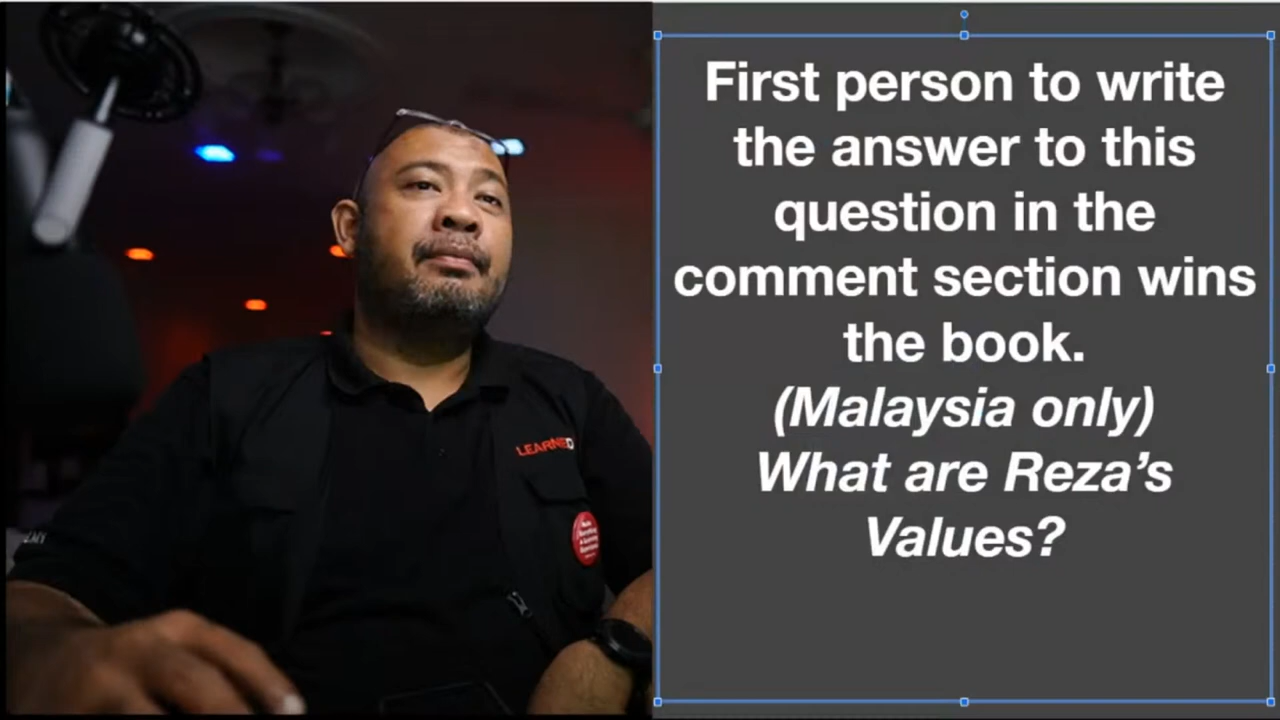 First person to write
the answer to this
question in the
comment section wins
the book.
(Malaysia only)
What are Reza’s
Values?
LEARNED